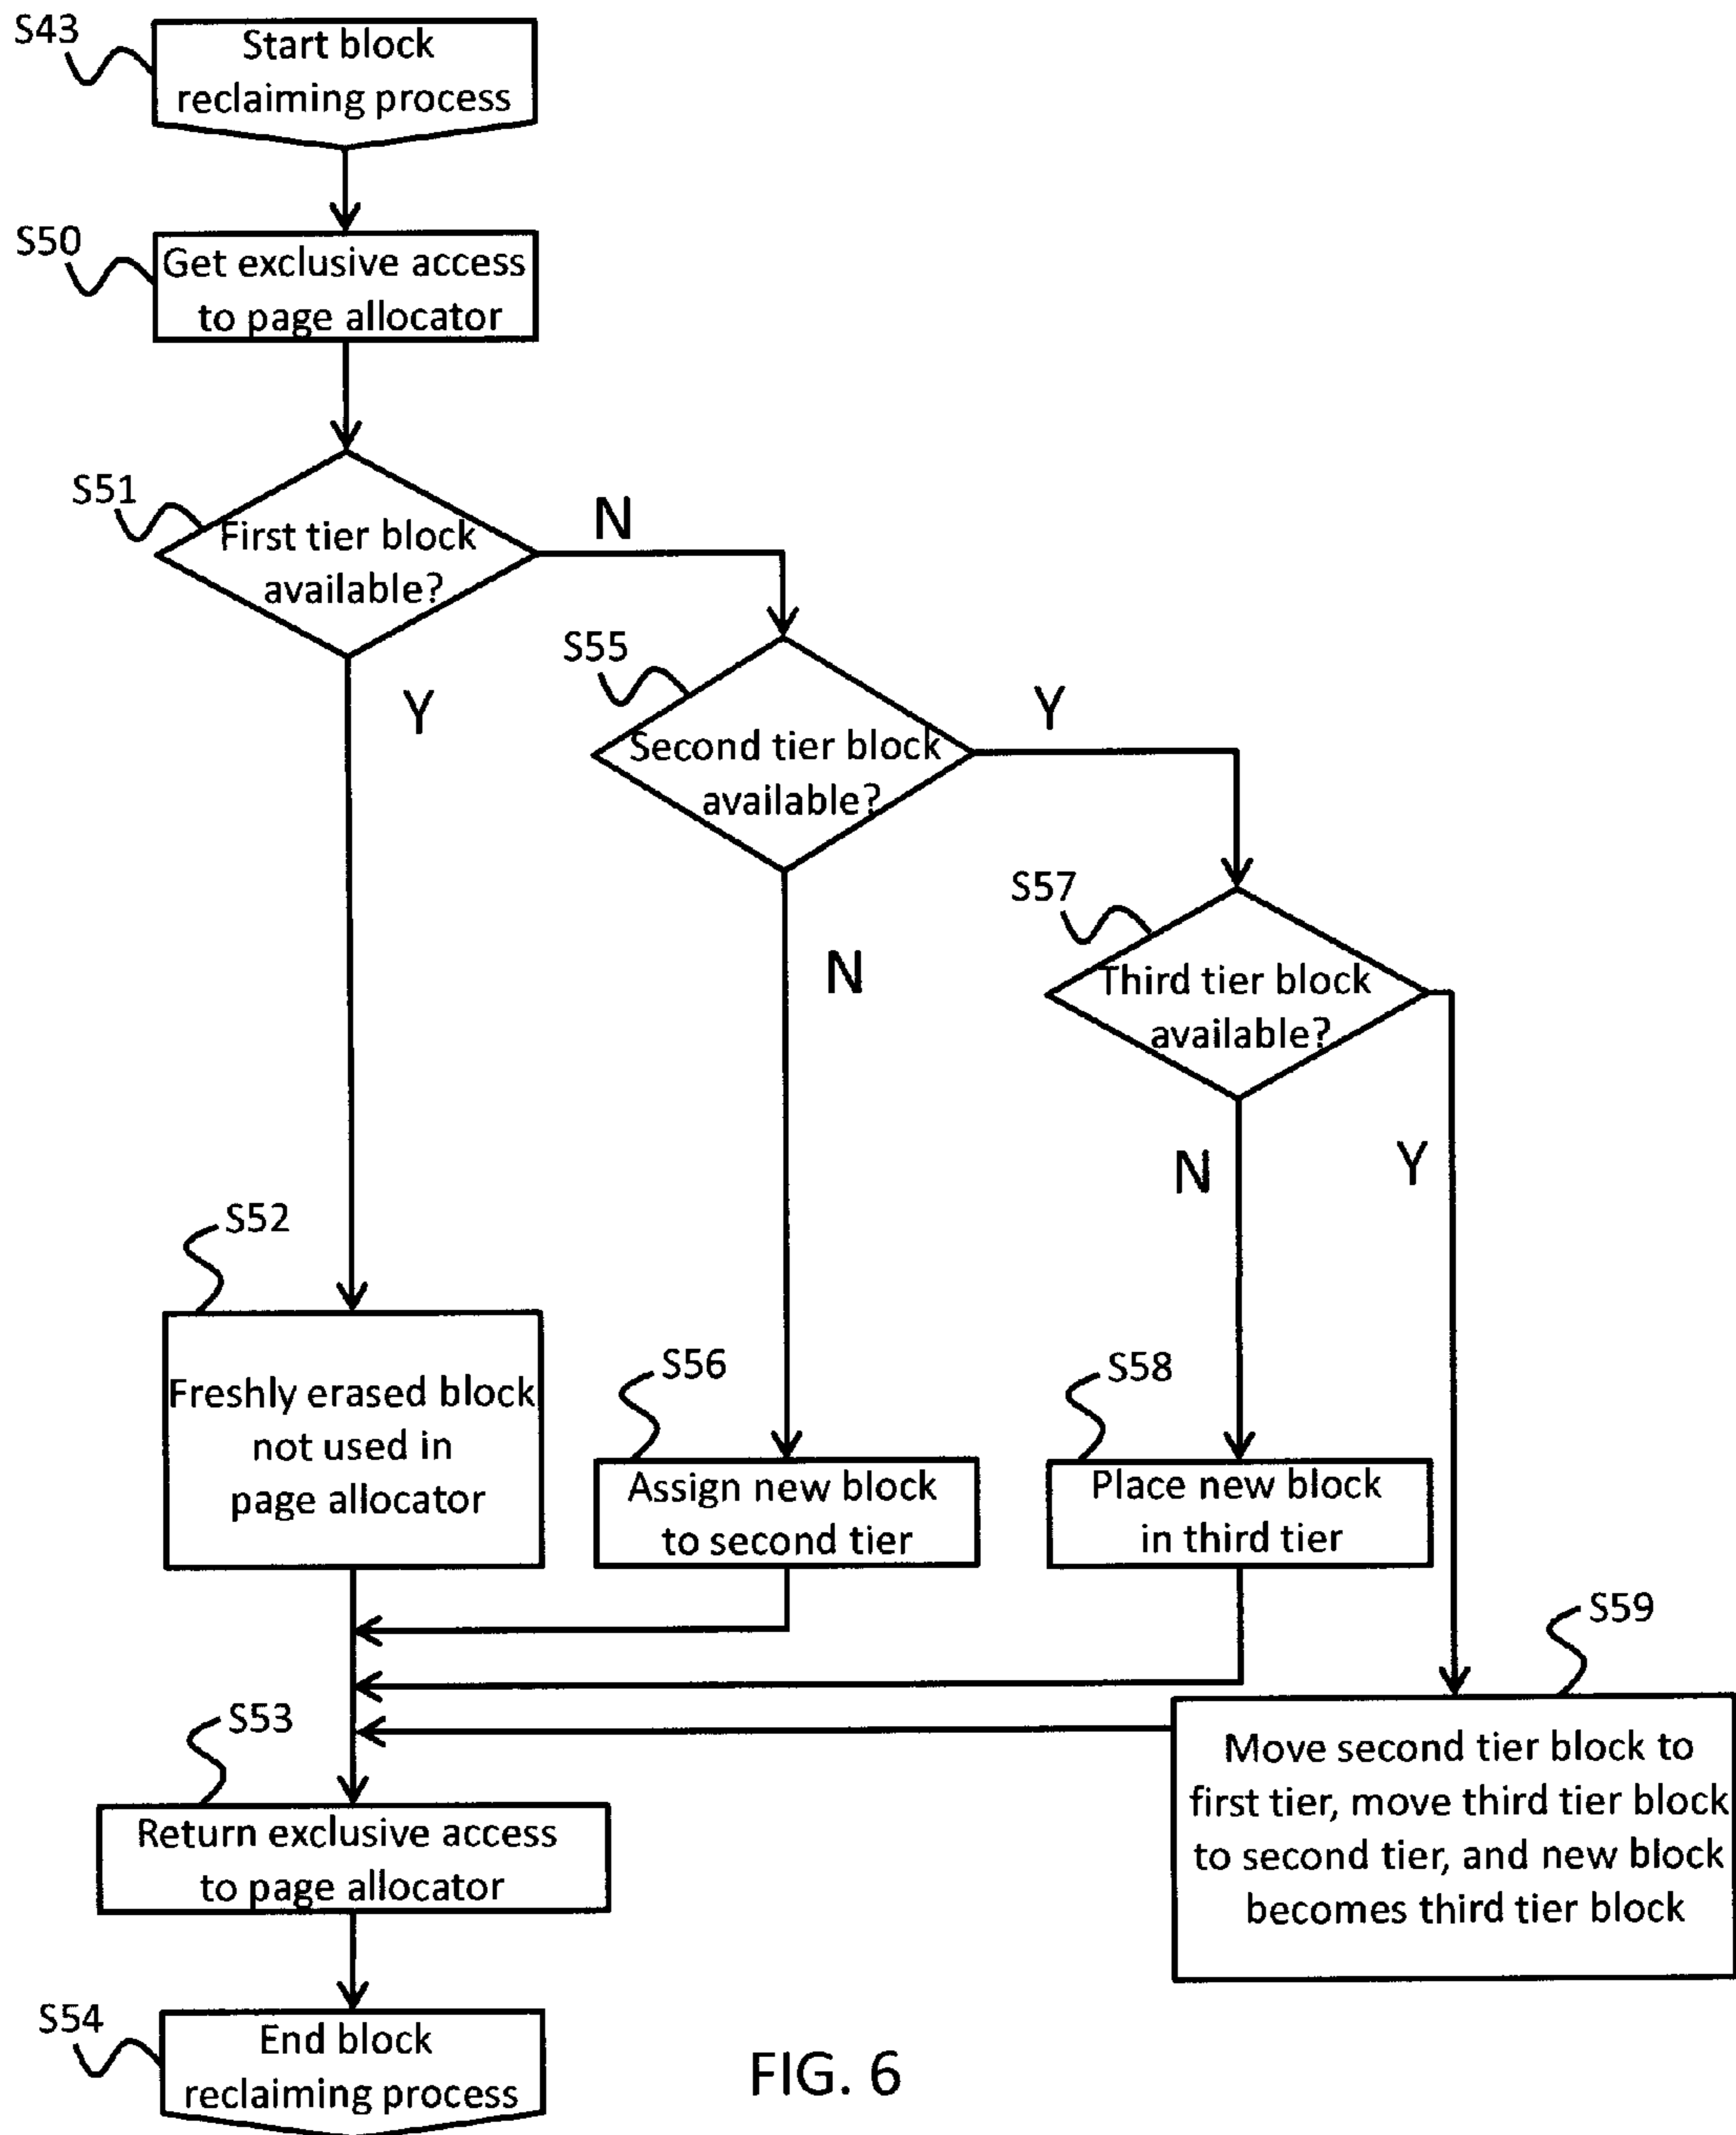 S43
Start block
reclaiming process
S50
Get exclusive access
to page allocator
S51
First tier block
available?
N
Y
S55
Second tier block
available?
Y
N
S57
Third tier block
available?
N
Y
S52
Freshly erased block
not used in
page allocator
S56
Assign new block
to second tier
S58
Place new block
in third tier
S59
Move second tier block to
first tier, move third tier block
to second tier, and new block
becomes third tier block
S53
Return exclusive access
to page allocator
S54
End block
reclaiming process
FIG. 6